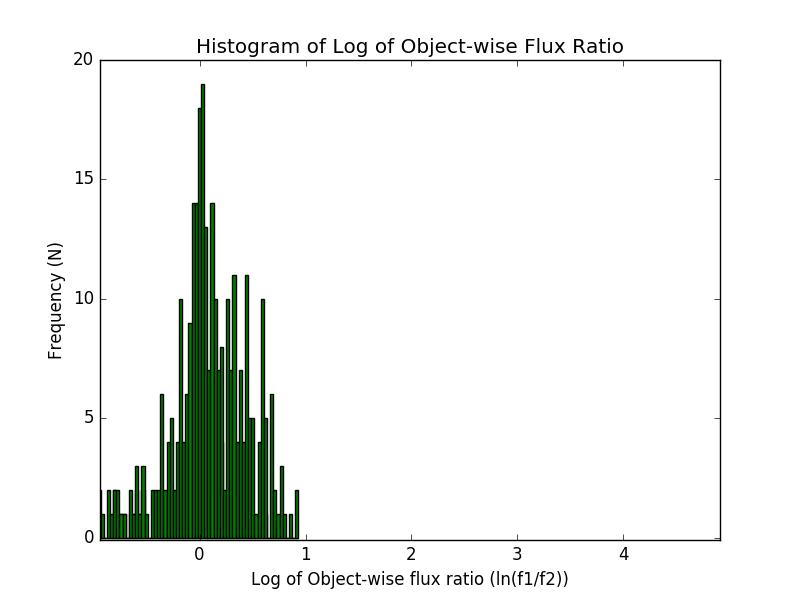 Histogram of Log of Object-wise Flux Ratio
20
15
10
5
0
Frequency (N)
0 1 2 3 4
Log of Object-wise flux ratio (ln(f1/f2))